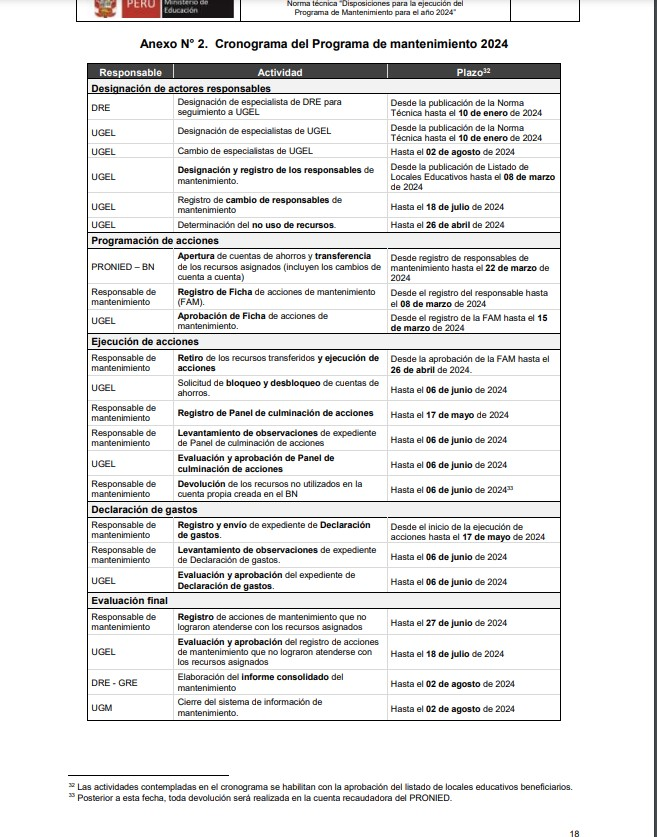 PERÚ
Ministerio de
Educación
Norma técnica "Disposiciones para la ejecución del
Programa de Mantenimiento para el año 2024"
Anexo N° 2. Cronograma del Programa de mantenimiento 2024
Responsable Actividad Plazo32
Designación de actores responsables
DRE
Designación de especialista de DRE para
seguimiento a UGEL
Desde la publicación de la Norma
Técnica hasta el 10 de enero de 2024
UGEL
Designación de especialistas de UGEL
Desde la publicación de la Norma
Técnica hasta el 10 de enero de 2024
UGEL Cambio de especialistas de UGEL Hasta el 02 de agosto de 2024
UGEL
Designación y registro de los responsables de
mantenimiento.
Desde la publicación de Listado de
Locales Educativos hasta el 08 de marzo
de 2024
UGEL
Registro de cambio de responsables de
mantenimiento
Hasta el 18 de julio de 2024
UGEL Determinación del no uso de recursos. Hasta el 26 de abril de 2024
Programación de acciones
PRONIED – BN
Apertura de cuentas de ahorros y transferencia
de los recursos asignados (incluyen los cambios de
cuenta a cuenta)
Desde registro de responsables de
mantenimiento hasta el 22 de marzo de
2024
Responsable de
mantenimiento
Registro de Ficha de acciones de mantenimiento
(FAM).
Desde el registro del responsable hasta
el 08 de marzo de 2024
UGEL
Aprobación de Ficha de acciones de
mantenimiento.
Desde el registro de la FAM hasta el 15
de marzo de 2024
Ejecución de acciones
Responsable de
mantenimiento
Retiro de los recursos transferidos y ejecución de
acciones
Desde la aprobación de la FAM hasta el
26 de abril de 2024.
UGEL
Solicitud de bloqueo y desbloqueo de cuentas de
ahorros.
Hasta el 06 de junio de 2024
Responsable de
mantenimiento
Registro de Panel de culminación de acciones
Hasta el 17 de mayo de 2024
Responsable de
mantenimiento
Levantamiento de observaciones de expediente
de Panel de culminación de acciones
Hasta el 06 de junio de 2024
UGEL
Evaluación y aprobación de Panel de
culminación de acciones
Hasta el 06 de junio de 2024
Responsable de
mantenimiento
Devolución de los recursos no utilizados en la
cuenta propia creada en el BN
Hasta el 06 de junio de 202433
Declaración de gastos
Responsable de
mantenimiento
Registro y envío de expediente de Declaración
de gastos.
Desde el inicio de la ejecución de
acciones hasta el 17 de mayo de 2024
Responsable de
mantenimiento
Levantamiento de observaciones de expediente
de Declaración de gastos.
Hasta el 06 de junio de 2024
UGEL
Evaluación y aprobación del expediente de
Declaración de gastos.
Hasta el 06 de junio de 2024
Evaluación final
Responsable de
mantenimiento
Registro de acciones de mantenimiento que no
lograron atenderse con los recursos asignados
Hasta el 27 de junio de 2024
UGEL
Evaluación y aprobación del registro de acciones
de mantenimiento que no lograron atenderse con
los recursos asignados
Hasta el 18 de julio de 2024
DRE - GRE
Elaboración del informe consolidado del
mantenimiento
Hasta el 02 de agosto de 2024
UGM
Cierre del sistema de información de
mantenimiento.
Hasta el 02 de agosto de 2024
32 Las actividades contempladas en el cronograma se habilitan con la aprobación del listado de locales educativos beneficiarios.
33 Posterior a esta fecha, toda devolución será realizada en la cuenta recaudadora del PRONIED.
18